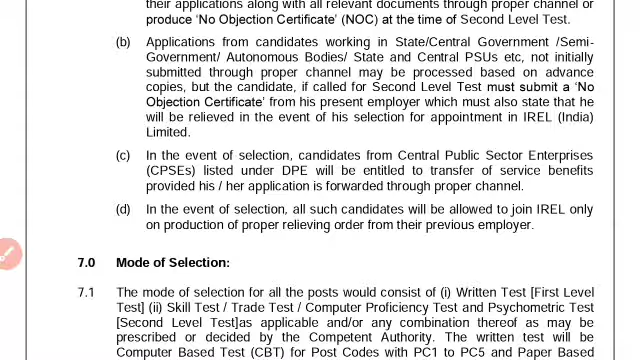 their applications along with all relevant documents through proper channel or
produce 'No Objection Certificate' (NOC) at the time of Second Level Test.
(b) Applications from candidates working in State/Central Government /Semi-
Government/ Autonomous Bodies/ State and Central PSUs etc, not initially
submitted through proper channel may be processed based on advance
copies, but the candidate, if called for Second Level Test must submit a 'No
Objection Certificate' from his present employer which must also state that he
will be relieved in the event of his selection for appointment in IREL (India)
Limited.
(c) In the event of selection, candidates from Central Public Sector Enterprises
(CPSEs) listed under DPE will be entitled to transfer of service benefits
provided his / her application is forwarded through proper channel.
(d) In the event of selection, all such candidates will be allowed to join IREL only
on production of proper relieving order from their previous employer.
7.0 Mode of Selection:
7.1 The mode of selection for all the posts would consist of (i) Written Test [First Level
Test] (ii) Skill Test / Trade Test / Computer Proficiency Test and Psychometric Test
[Second Level Test]as applicable and/or any combination thereof as may be
prescribed or decided by the Competent Authority. The written test will be
Computer Based Test (CBT) for Post Codes with PC1 to PC5 and Paper Based